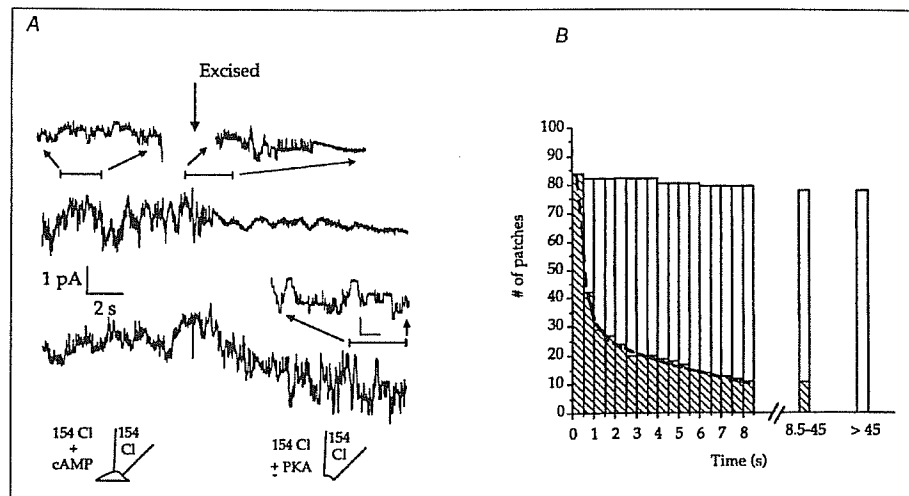 A
Excised
1 pA
2 s
154 Cl
+
cAMP
154
Cl
154 Cl
± PKA
154
Cl
B
# of patches
100
90
80
70
60
50
40
30
20
10
0
0 1 2 3 4 5 6 7 8 8.5-45 > 45
Time (s)